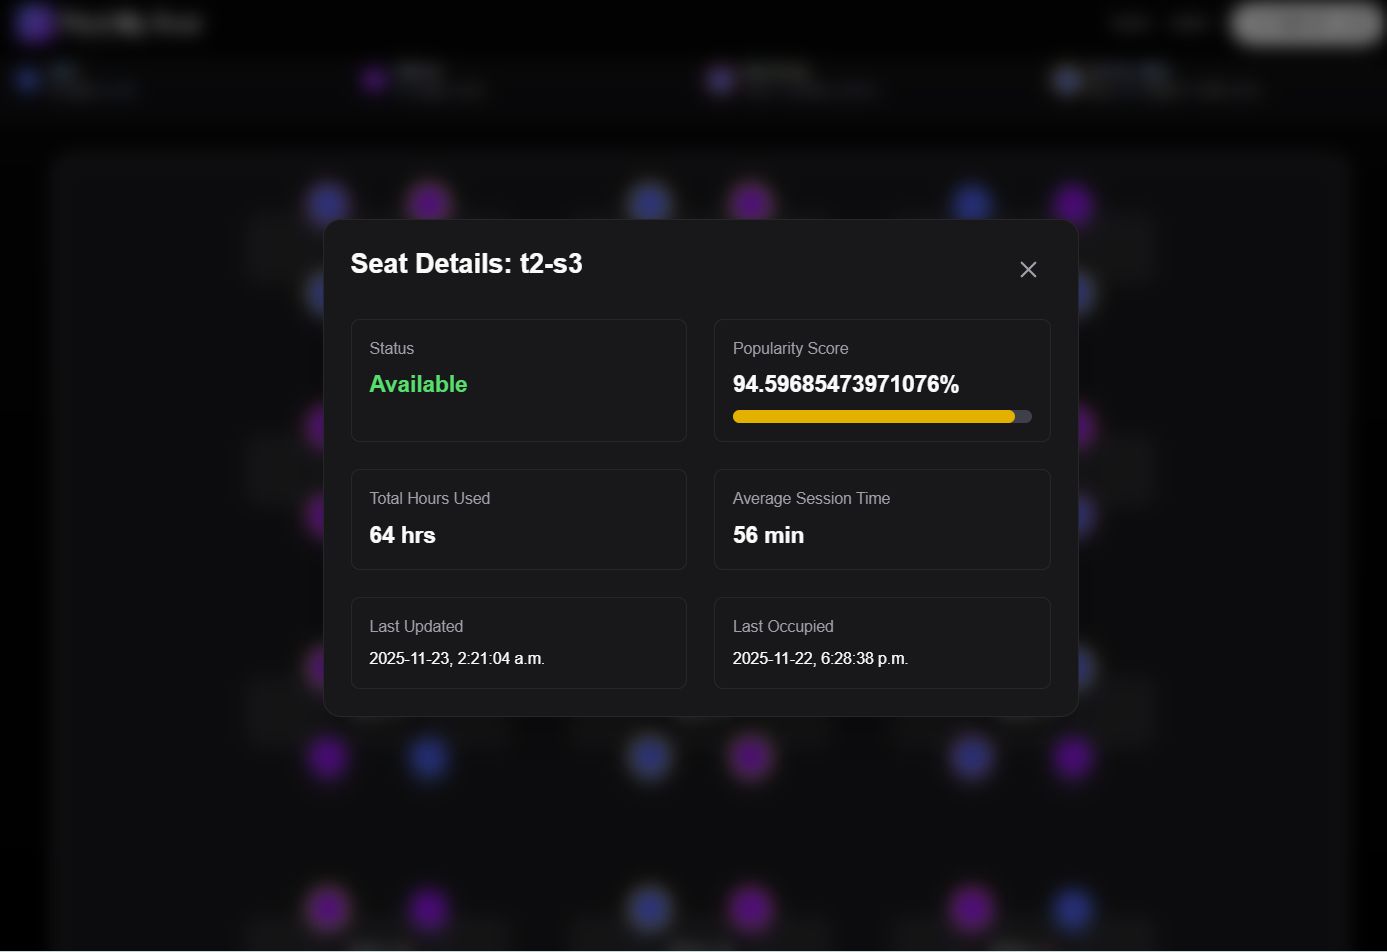 Seat Details: t2-s3
Status
Available
Popularity Score
94.59685473971076%
Total Hours Used
64 hrs
Average Session Time
56 min
Last Updated
2025-11-23, 2:21:04 a.m.
Last Occupied
2025-11-22, 6:28:38 p.m.